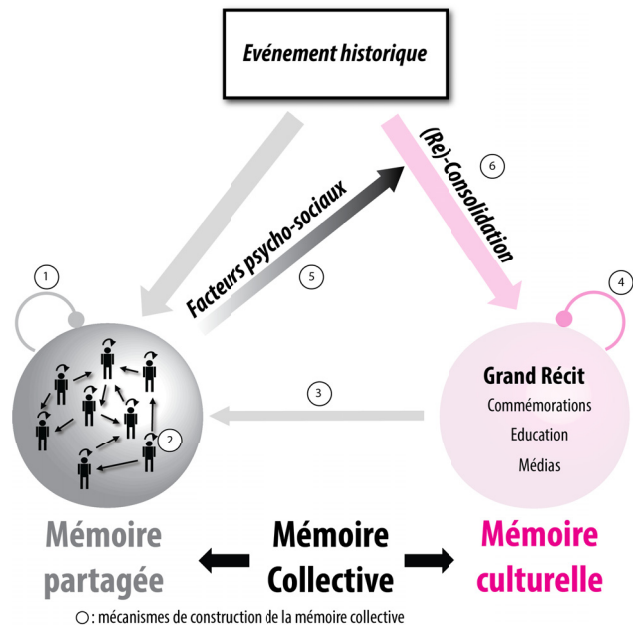 Evénement historique
(Re)-Consolidation
6
Facteurs psycho-sociaux
5
1
4
2
3
Grand Récit
Commémorations
Education
Médias
Mémoire partagée
Mémoire Collective
Mémoire culturelle
○ : mécanismes de construction de la mémoire collective